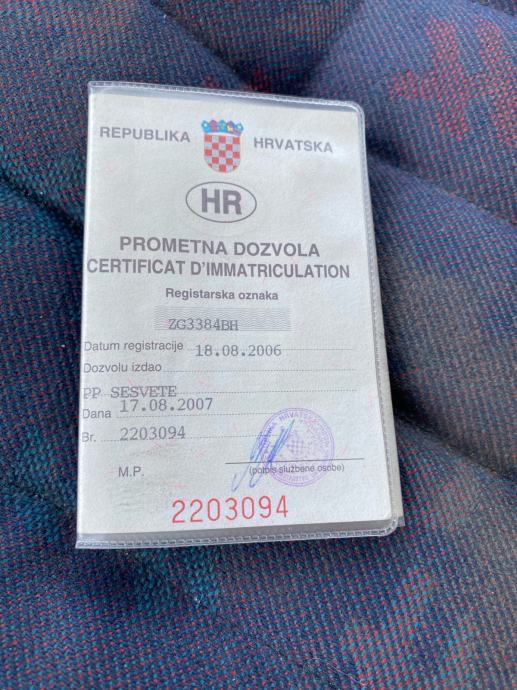 REPUBLIKA HRVATSKA
HR
PROMETNA DOZVOLA
CERTIFICAT D'IMMATRICULATION
Registarska oznaka
ZG3384BH
Datum registracije 18.08.2006
Dozvolu izdao
PP SESVETE
Dana 17.08.2007
Br. 2203094
M.P. (potpis službene osobe)
2203094